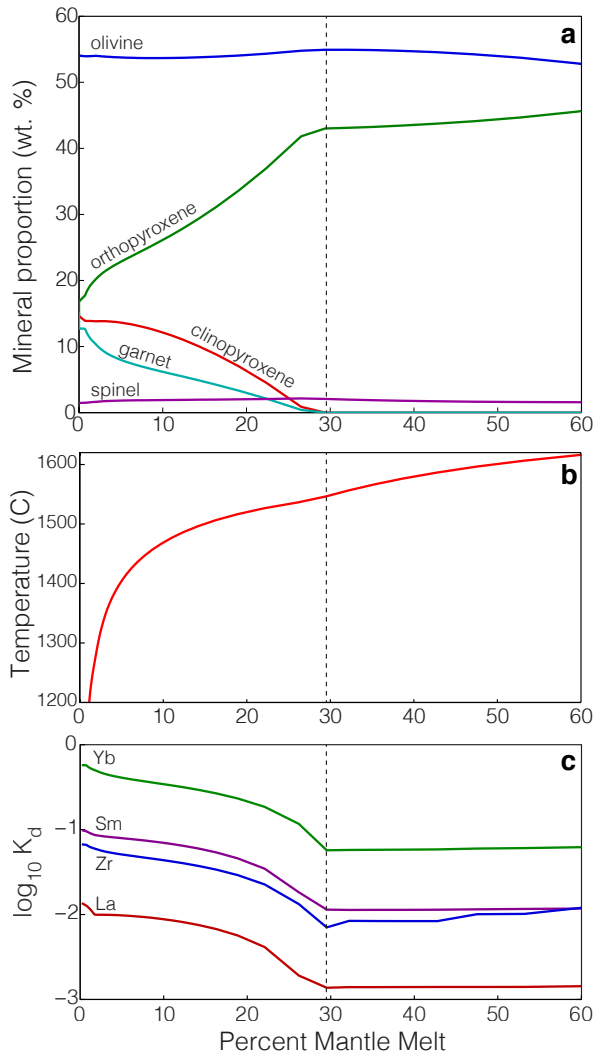 a
Mineral proportion (wt. %)
60
50
40
30
20
10
0
olivine
orthopyroxene
clinopyroxene
garnet
spinel
0 10 20 30 40 50 60
b
Temperature (C)
1600
1500
1400
1300
1200
0 10 20 30 40 50 60
c
log10 Kd
0
−1
−2
−3
Yb
Sm
Zr
La
0 10 20 30 40 50 60
Percent Mantle Melt